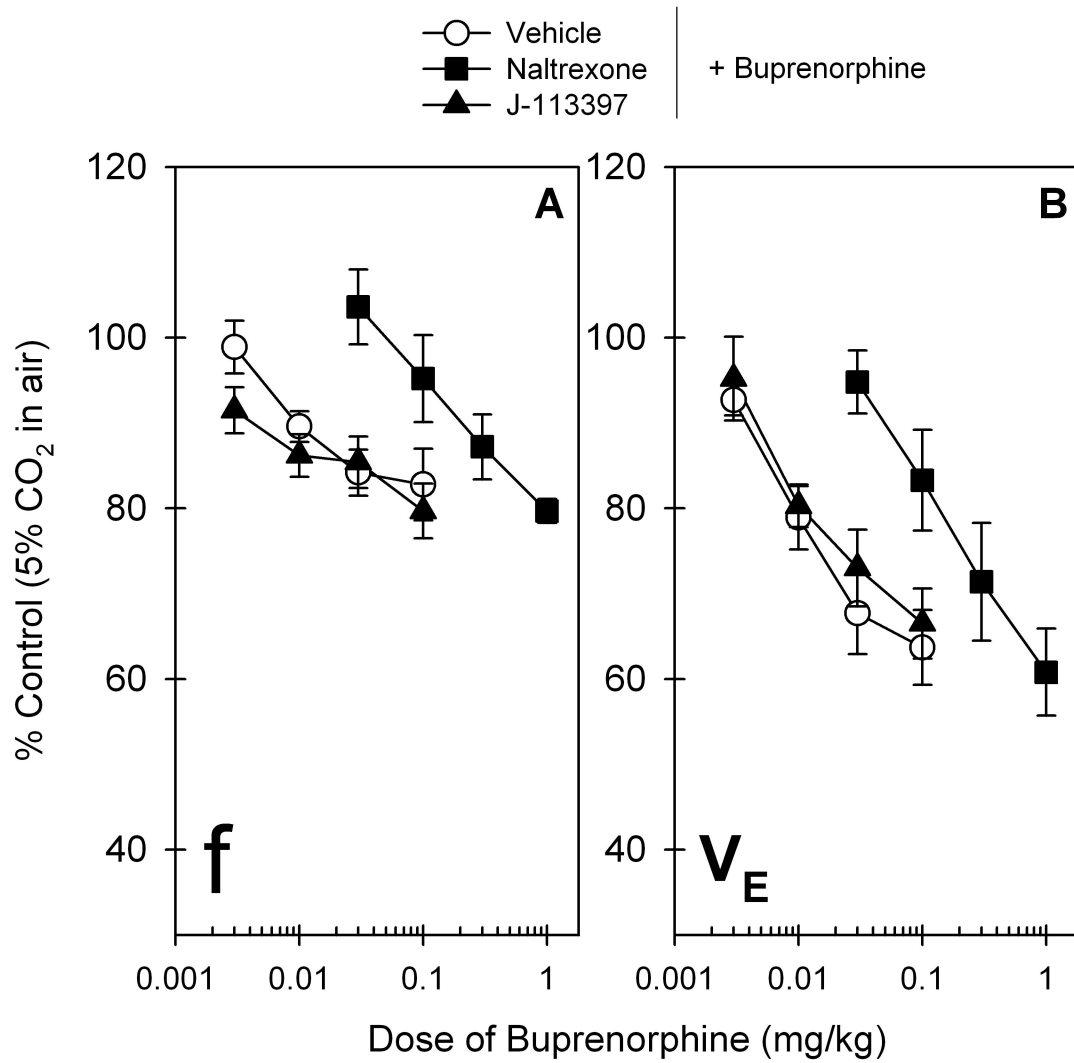 Vehicle
Naltrexone
J-113397
+ Buprenorphine
% Control (5% CO₂ in air)
120
100
80
60
40
A
f
0.001 0.01 0.1 1
120
100
80
60
40
B
V_E
0.001 0.01 0.1 1
Dose of Buprenorphine (mg/kg)